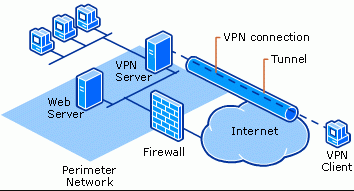 VPN connection
Tunnel
VPN
Server
Web
Server
Internet
Firewall
VPN
Client
Perimeter
Network